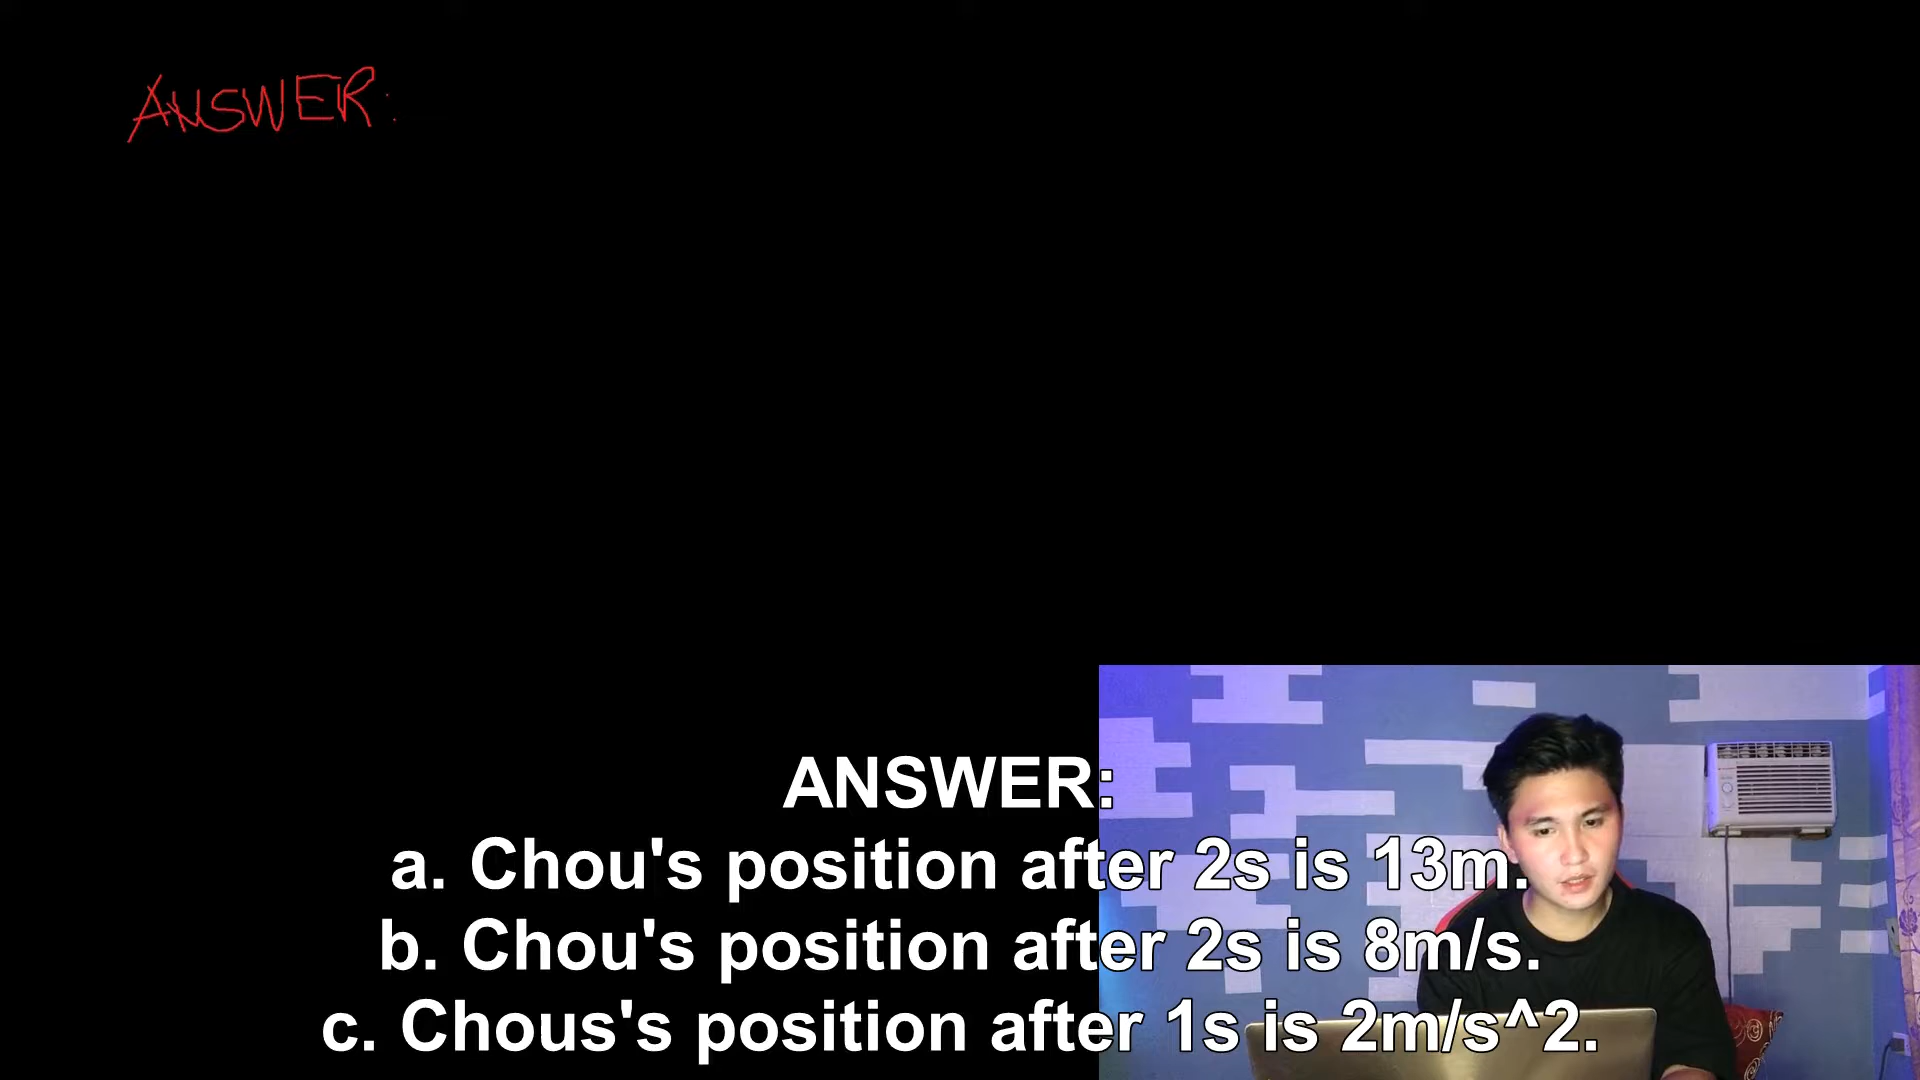 ANSWER:
ANSWER:
a. Chou's position after 2s is 13m.
b. Chou's position after 2s is 8m/s.
c. Chous's position after 1s is 2m/s^2.